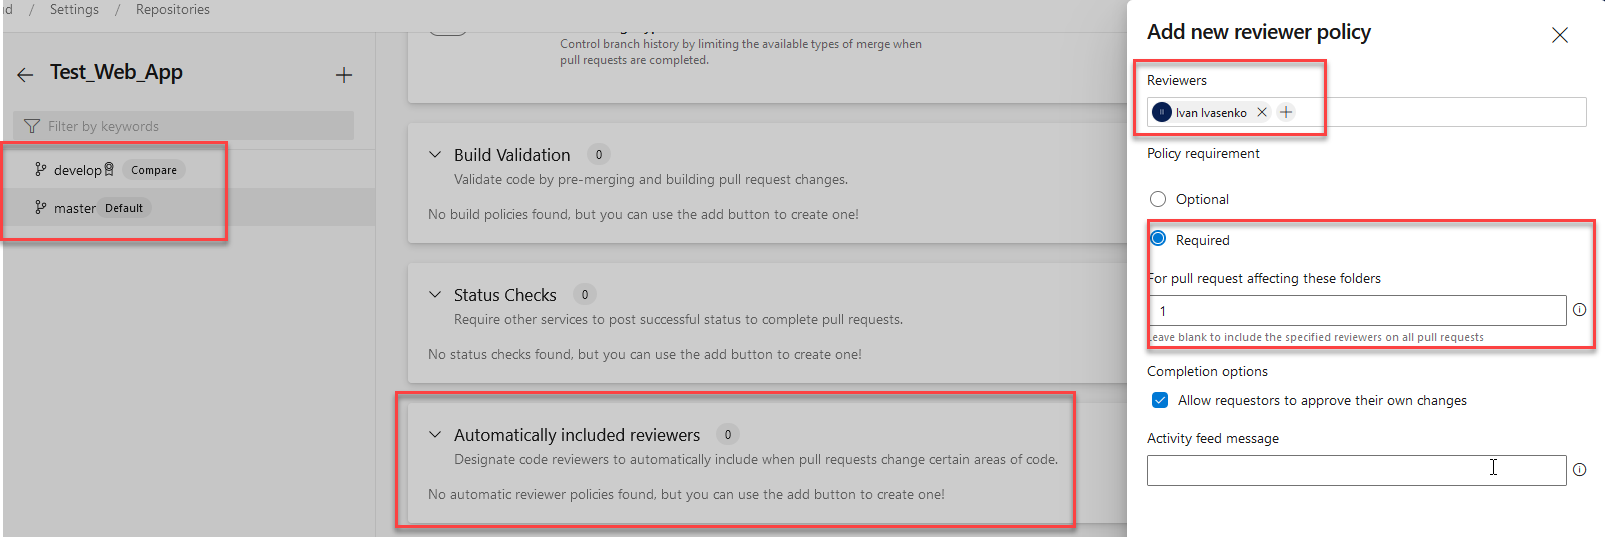 d / Settings / Repositories
Test_Web_App
Filter by keywords
develop Compare
master Default
Control branch history by limiting the available types of merge when
pull requests are completed.
Build Validation 0
Validate code by pre-merging and building pull request changes.
No build policies found, but you can use the add button to create one!
Status Checks 0
Require other services to post successful status to complete pull requests.
No status checks found, but you can use the add button to create one!
Automatically included reviewers 0
Designate code reviewers to automatically include when pull requests change certain areas of code.
No automatic reviewer policies found, but you can use the add button to create one!
Add new reviewer policy
Reviewers
II Ivan Ivasenko
Policy requirement
Optional
Required
For pull request affecting these folders
1
Leave blank to include the specified reviewers on all pull requests
Completion options
Allow requestors to approve their own changes
Activity feed message